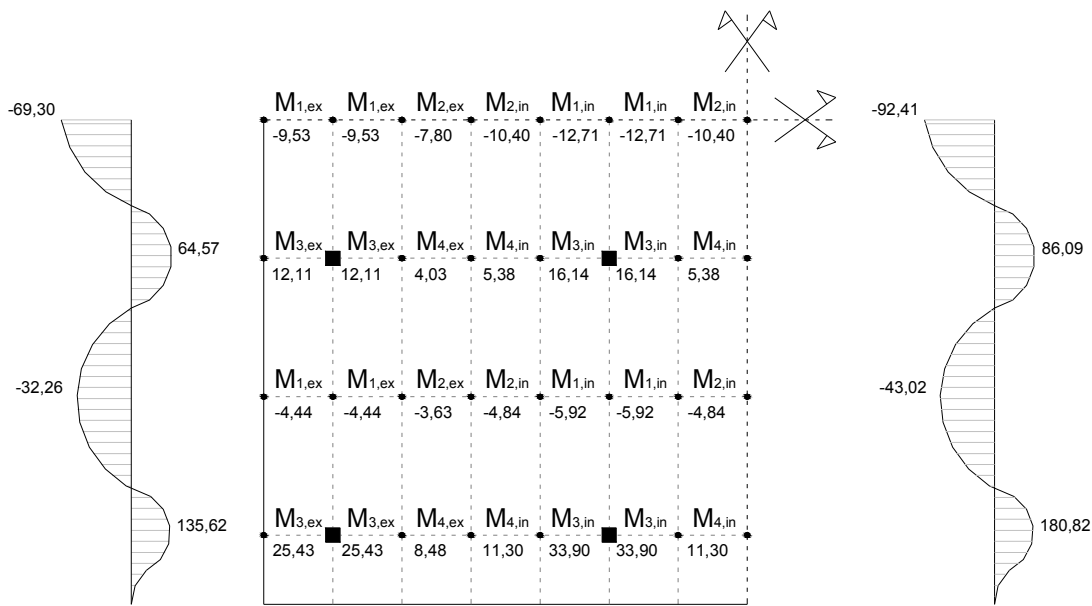 M1,ex M1,ex M2,ex M2,in M1,in M1,in M2,in
-69,30 -92,41
-9,53 -9,53 -7,80 -10,40 -12,71 -12,71 -10,40
M3,ex M3,ex M4,ex M4,in M3,in M3,in M4,in
64,57 86,09
12,11 12,11 4,03 5,38 16,14 16,14 5,38
M1,ex M1,ex M2,ex M2,in M1,in M1,in M2,in
-32,26 -43,02
-4,44 -4,44 -3,63 -4,84 -5,92 -5,92 -4,84
M3,ex M3,ex M4,ex M4,in M3,in M3,in M4,in
135,62 180,82
25,43 25,43 8,48 11,30 33,90 33,90 11,30